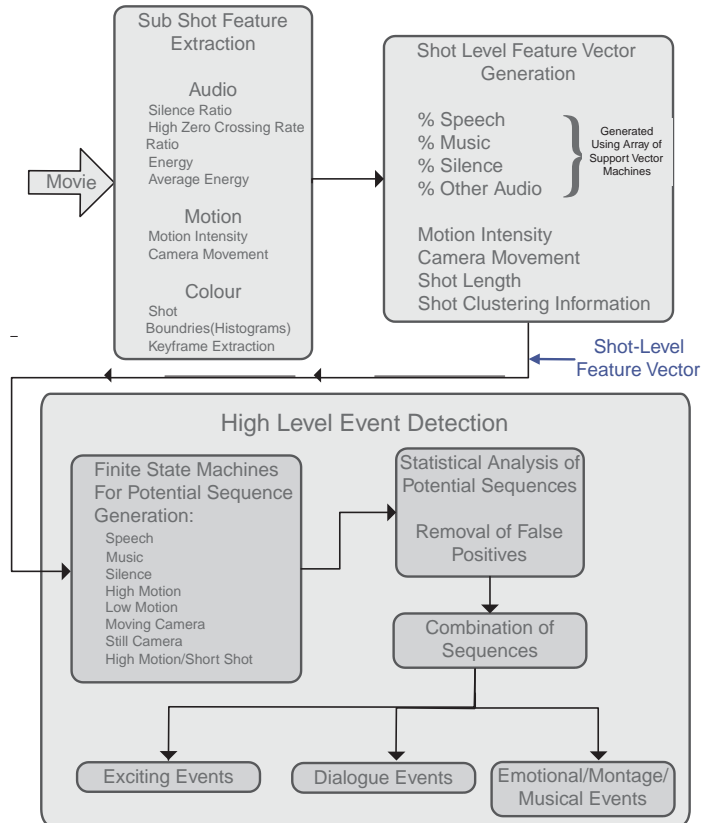 Movie
Sub Shot Feature
Extraction
Audio
Silence Ratio
High Zero Crossing Rate
Ratio
Energy
Average Energy
Motion
Motion Intensity
Camera Movement
Colour
Shot
Boundries(Histograms)
Keyframe Extraction
Shot Level Feature Vector
Generation
% Speech
% Music
% Silence
% Other Audio
Generated
Using Array of
Support Vector
Machines
Motion Intensity
Camera Movement
Shot Length
Shot Clustering Information
Shot-Level
Feature Vector
High Level Event Detection
Finite State Machines
For Potential Sequence
Generation:
Speech
Music
Silence
High Motion
Low Motion
Moving Camera
Still Camera
High Motion/Short Shot
Statistical Analysis of
Potential Sequences
Removal of False
Positives
Combination of
Sequences
Exciting Events
Dialogue Events
Emotional/Montage/
Musical Events